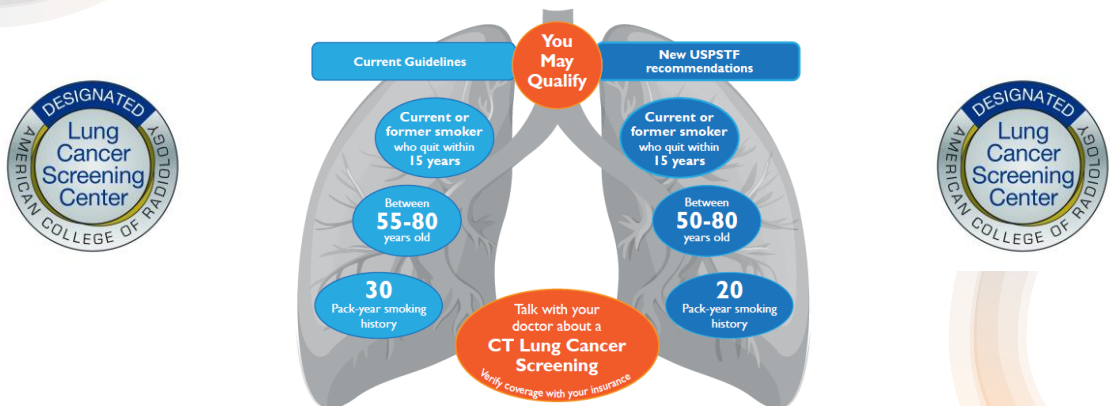 You
May
Qualify
Current Guidelines
New USPSTF
recommendations
Current or
former smoker
who quit within
15 years
Between
55-80
years old
30
Pack-year smoking
history
Current or
former smoker
who quit within
15 years
Between
50-80
years old
20
Pack-year smoking
history
Talk with your
doctor about a
CT Lung Cancer
Screening
Verify coverage with your insurance
DESIGNATED
Lung
Cancer
Screening
Center
AMERICAN COLLEGE OF RADIOLOGY
DESIGNATED
Lung
Cancer
Screening
Center
AMERICAN COLLEGE OF RADIOLOGY